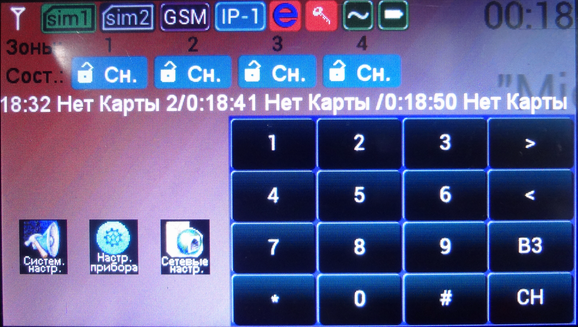 sim1 sim2 GSM IP-1 e 00:18
Зоны: 1 2 3 4
Сост.: Сн. Сн. Сн. Сн.
18:32 Нет Карты 2/0:18:41 Нет Карты /0:18:50 Нет Карты
1 2 3 >
4 5 6 <
7 8 9 ВЗ
* 0 # СН
Систем. настр.
Настр. прибора
Сетевые настр.